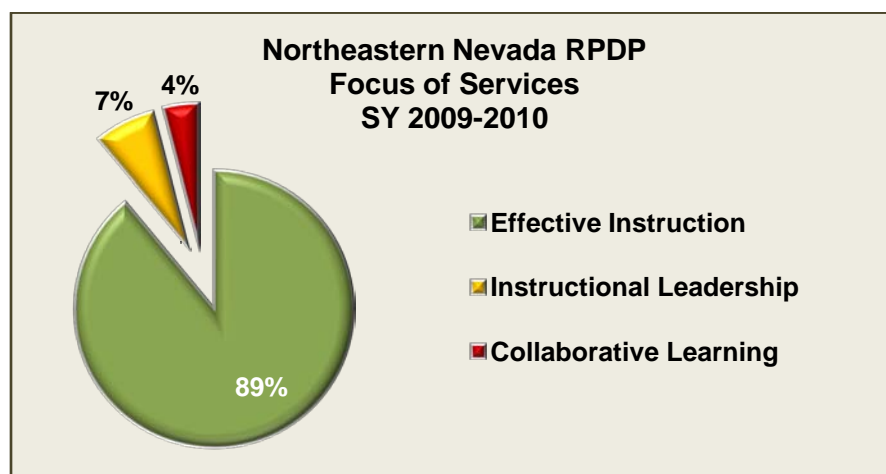 Northeastern Nevada RPDP
Focus of Services
SY 2009-2010
7%
4%
89%
Effective Instruction
Instructional Leadership
Collaborative Learning